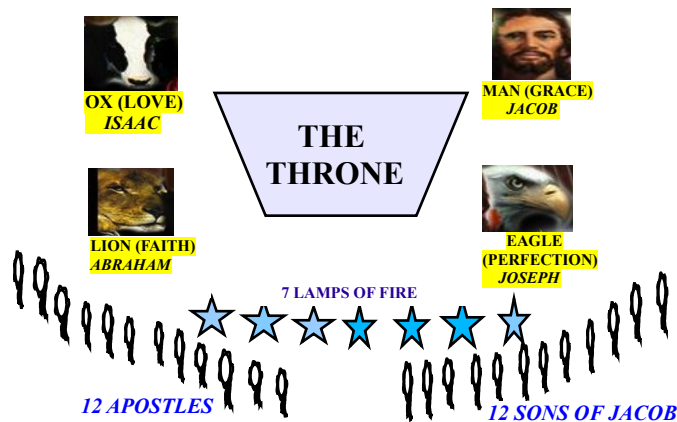 OX (LOVE)
ISAAC
MAN (GRACE)
JACOB
THE
THRONE
LION (FAITH)
ABRAHAM
EAGLE
(PERFECTION)
JOSEPH
7 LAMPS OF FIRE
12 APOSTLES
12 SONS OF JACOB